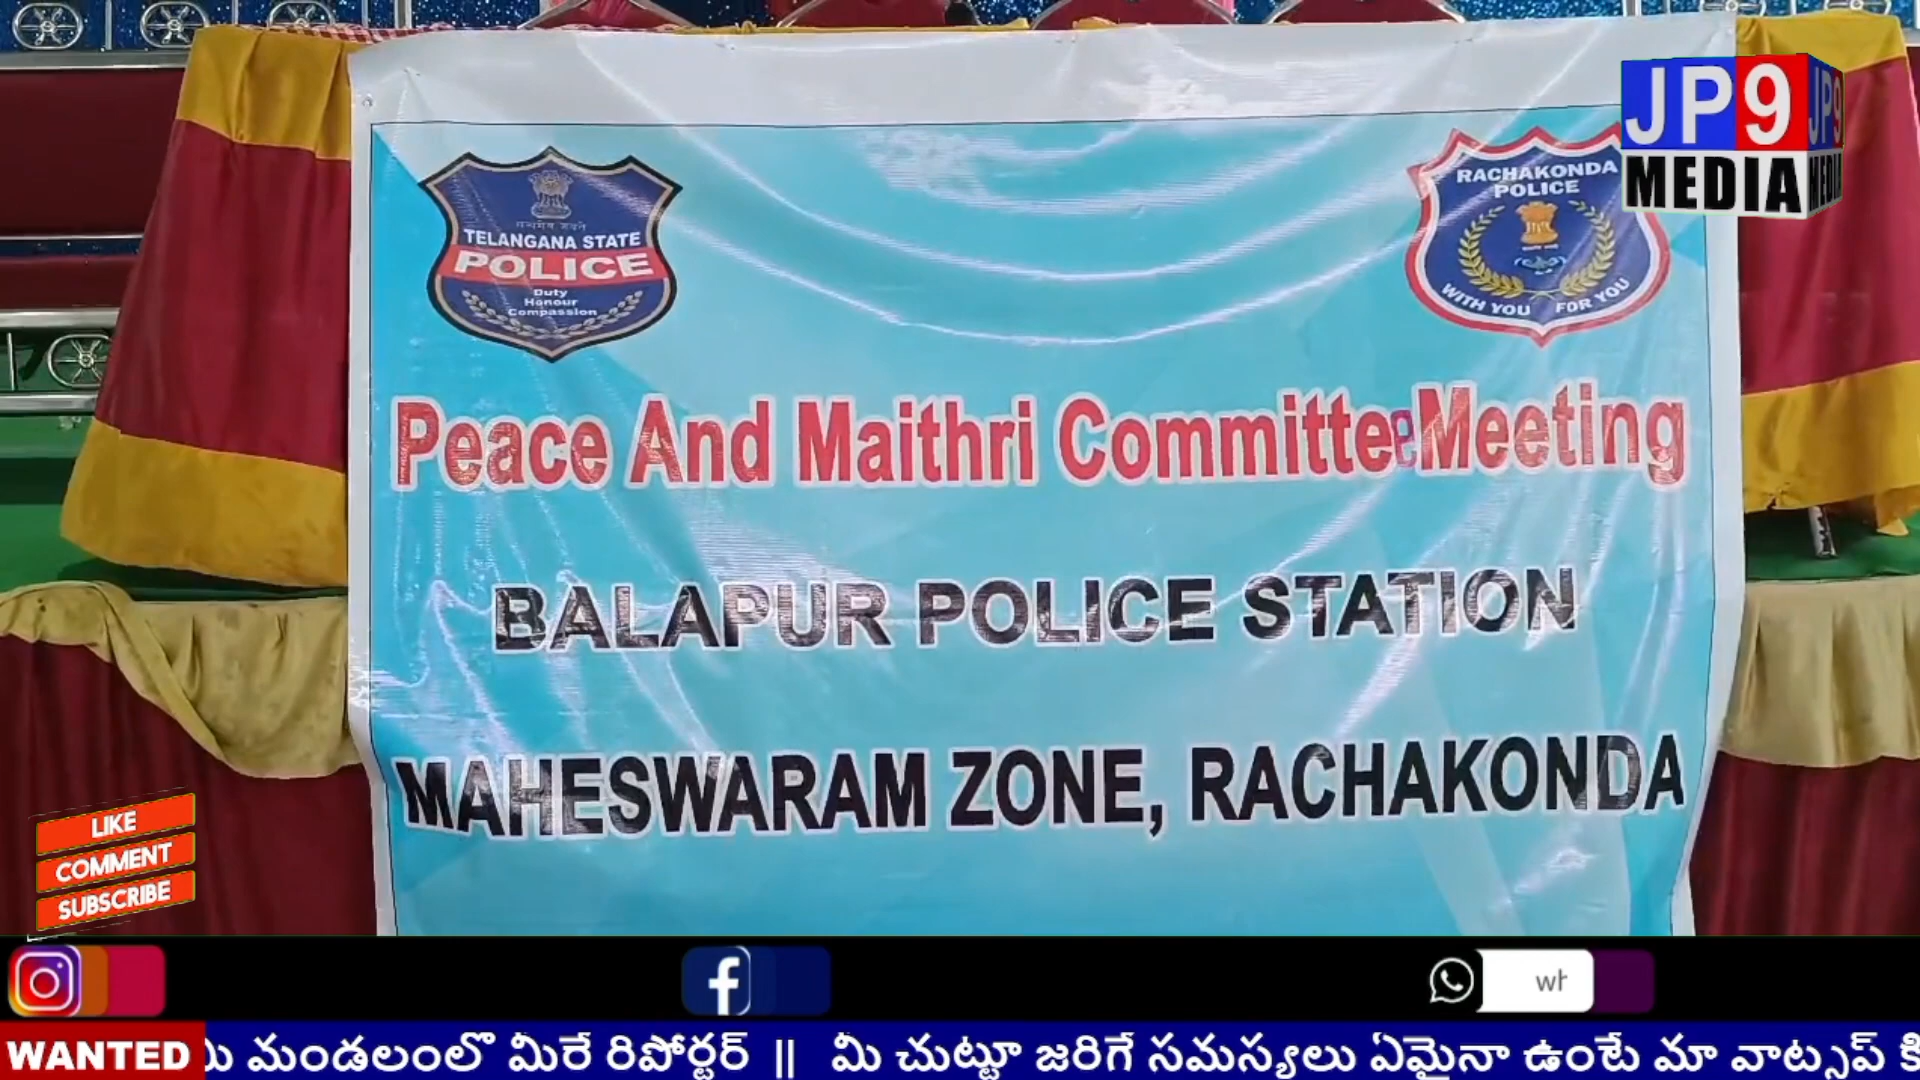 JP9
MEDIA
TELANGANA STATE
POLICE
Duty
Honour
Compassion
RACHAKONDA
POLICE
WITH YOU FOR YOU
Peace And Maithri Committee Meeting
BALAPUR POLICE STATION
MAHESWARAM ZONE, RACHAKONDA
LIKE
COMMENT
SUBSCRIBE
WANTED మండలంలో మీరే రిపోర్టర్ || మీ చుట్టూ జరిగే సమస్యలు ఏమైనా ఉంటే మా వాట్సప్ కి